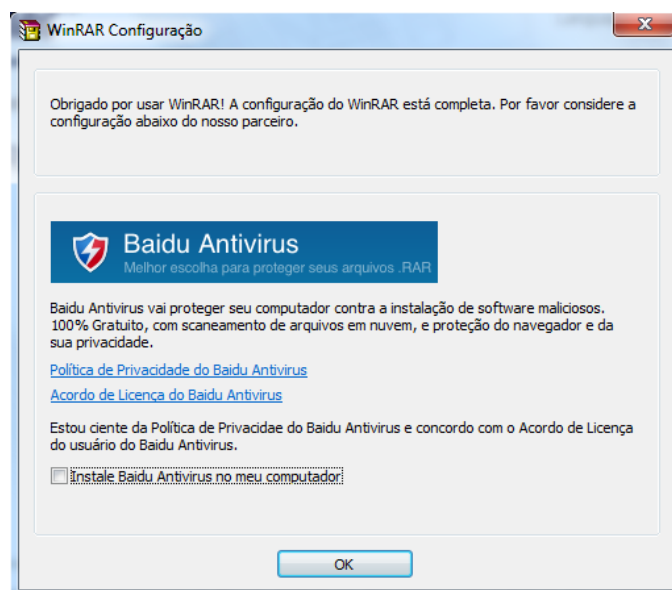 WinRAR Configuração
Obrigado por usar WinRAR! A configuração do WinRAR está completa. Por favor considere a
configuração abaixo do nosso parceiro.
Baidu Antivirus
Melhor escolha para proteger seus arquivos .RAR
Baidu Antivirus vai proteger seu computador contra a instalação de software maliciosos.
100% Gratuito, com scaneamento de arquivos em nuvem, e proteção do navegador e da
sua privacidade.
Política de Privacidade do Baidu Antivirus
Acordo de Licença do Baidu Antivirus
Estou ciente da Política de Privacidae do Baidu Antivirus e concordo com o Acordo de Licença
do usuário do Baidu Antivirus.
Instale Baidu Antivirus no meu computador
OK